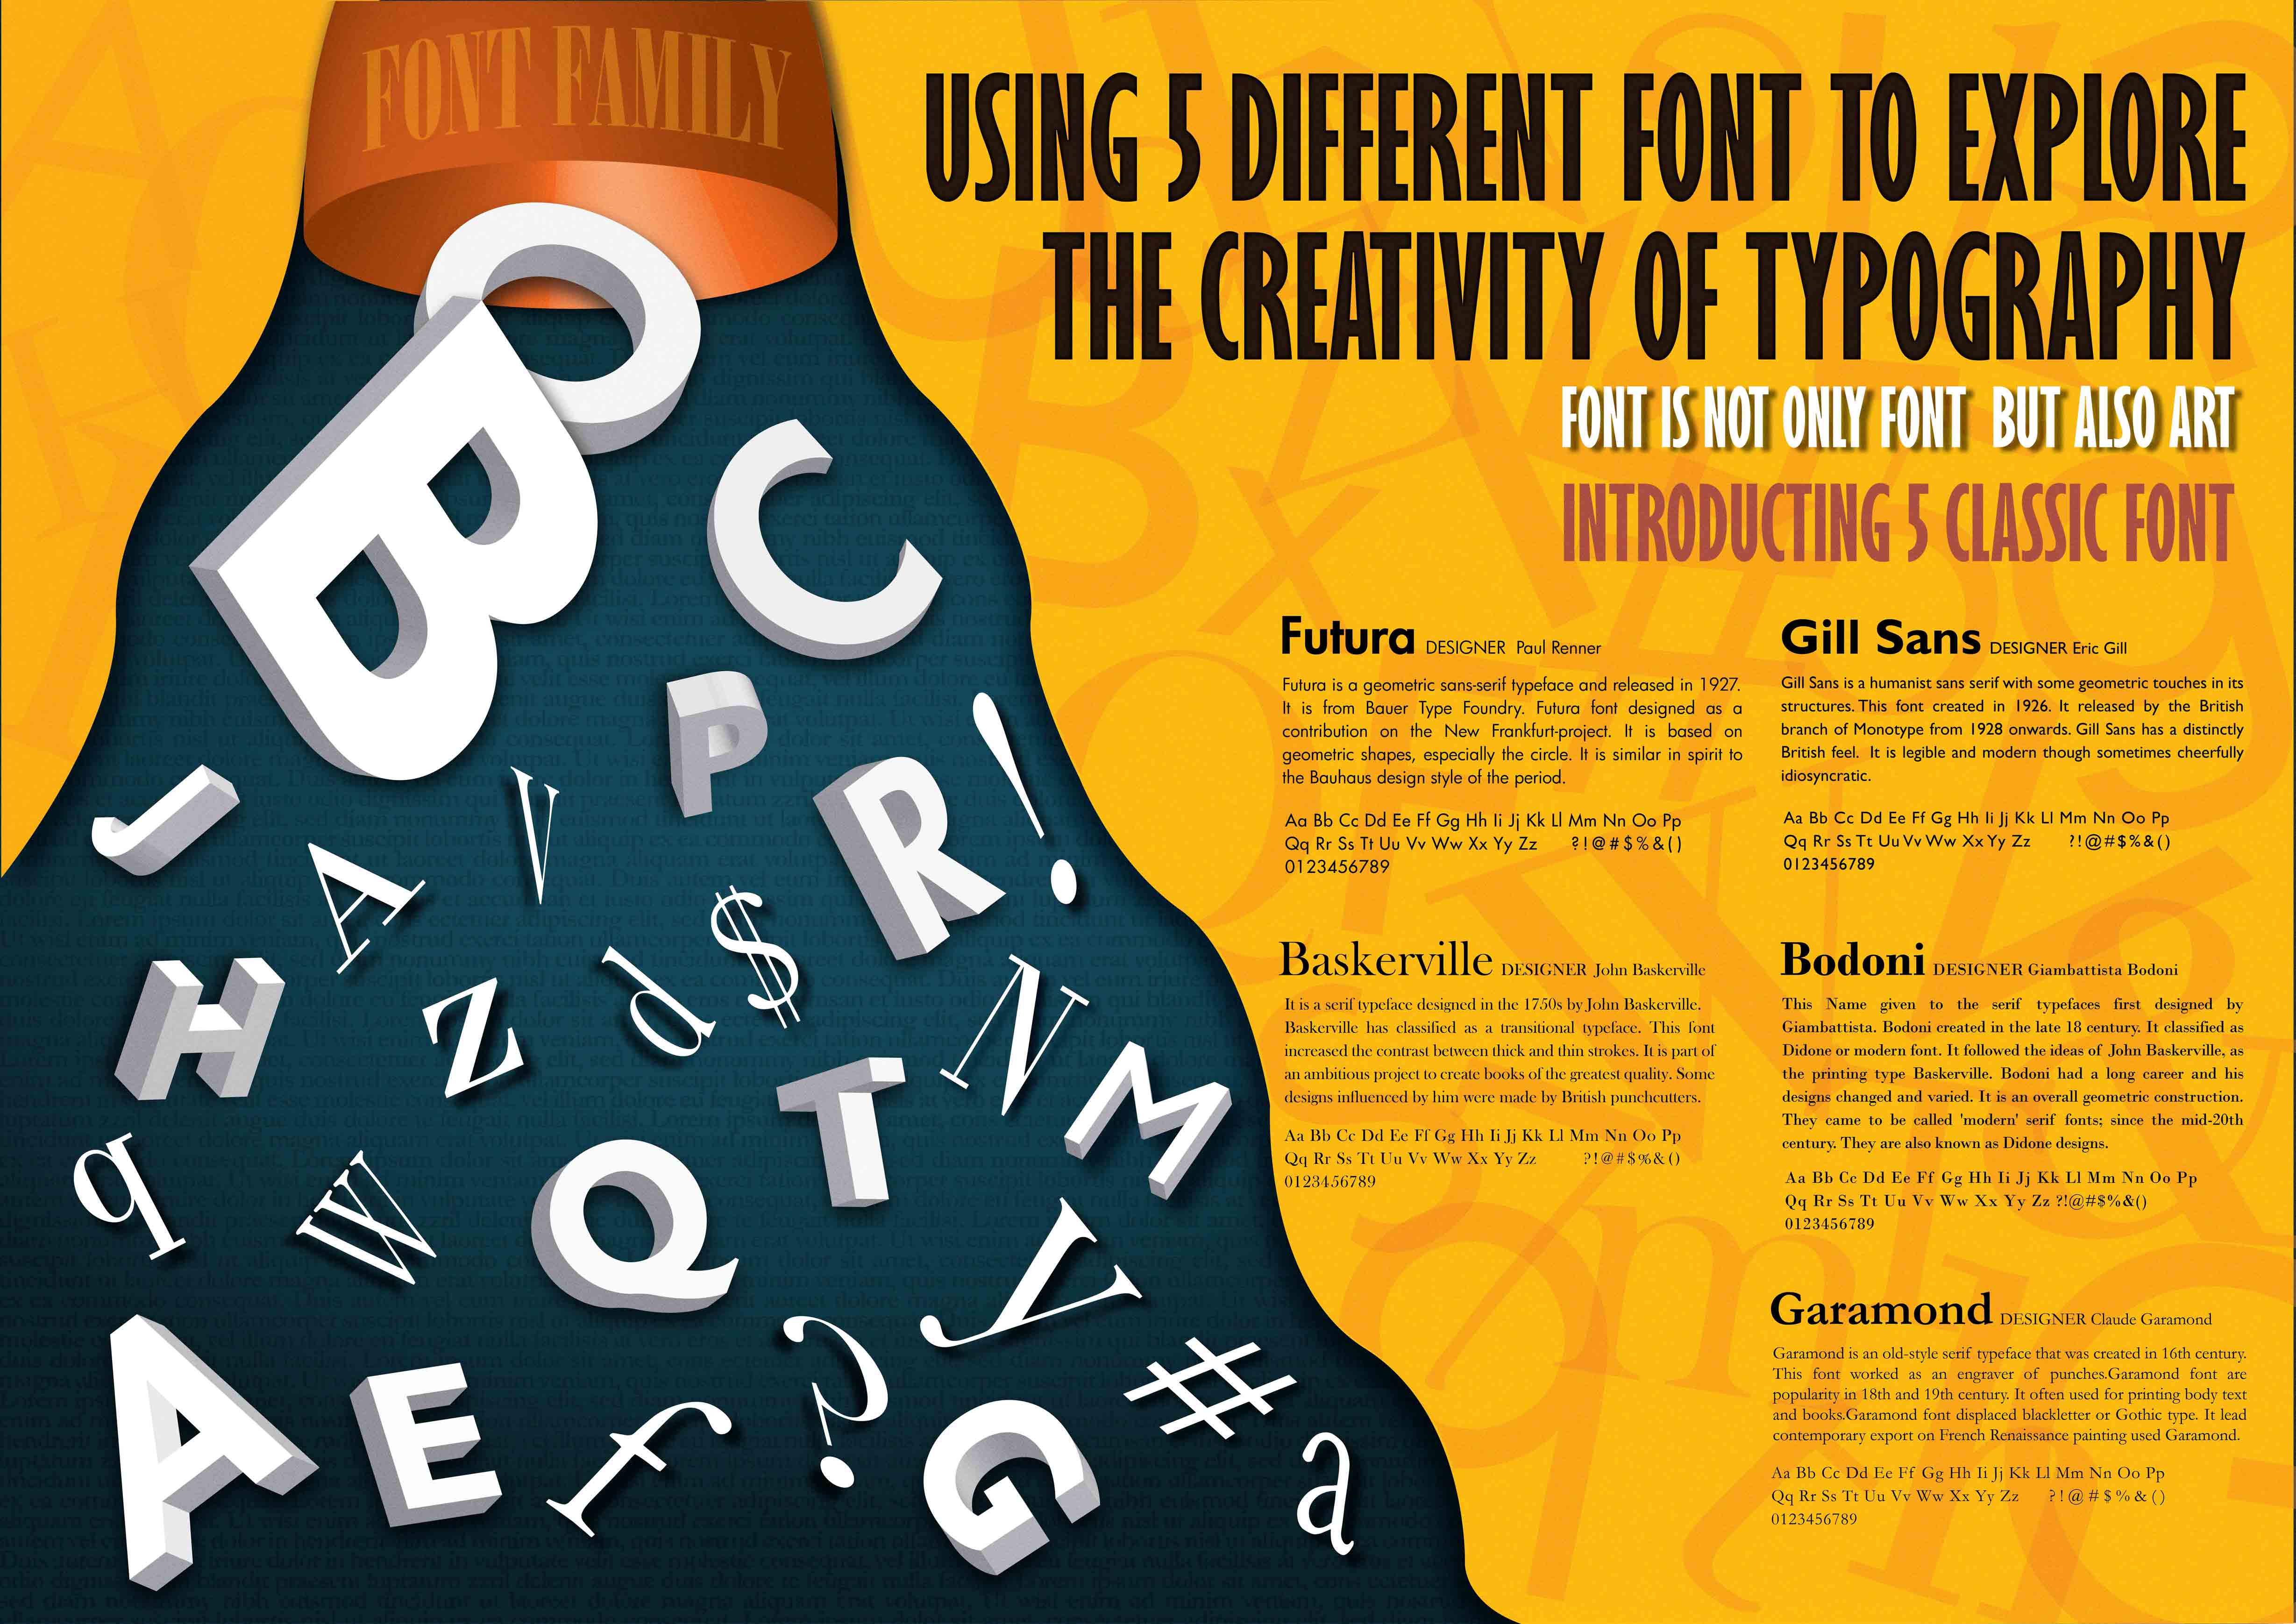 FONT FAMILY
USING 5 DIFFERENT FONT TO EXPLORE
THE CREATIVITY OF TYPOGRAPHY
FONT IS NOT ONLY FONT BUT ALSO ART
INTRODUCTING 5 CLASSIC FONT
Futura DESIGNER Paul Renner
Futura is a geometric sans-serif typeface and released in 1927.
It is from Bauer Type Foundry. Futura font designed as a
contribution on the New Frankfurt-project. It is based on
geometric shapes, especially the circle. It is similar in spirit to
the Bauhaus design style of the period.
Aa Bb Cc Dd Ee Ff Gg Hh Ii Jj Kk Ll Mm Nn Oo Pp
Qq Rr Ss Tt Uu Vv Ww Xx Yy Zz ?!@#$%&()
0123456789
Gill Sans DESIGNER Eric Gill
Gill Sans is a humanist sans serif with some geometric touches in its
structures. This font created in 1926. It released by the British
branch of Monotype from 1928 onwards. Gill Sans has a distinctly
British feel. It is legible and modern though sometimes cheerfully
idiosyncratic.
Aa Bb Cc Dd Ee Ff Gg Hh Ii Jj Kk Ll Mm Nn Oo Pp
Qq Rr Ss Tt Uu Vv Ww Xx Yy Zz ?!@#$%&()
0123456789
Baskerville DESIGNER John Baskerville
It is a serif typeface designed in the 1750s by John Baskerville.
Baskerville has classified as a transitional typeface. This font
increased the contrast between thick and thin strokes. It is part of
an ambitious project to create books of the greatest quality. Some
designs influenced by him were made by British punchcutters.
Aa Bb Cc Dd Ee Ff Gg Hh Ii Jj Kk Ll Mm Nn Oo Pp
Qq Rr Ss Tt Uu Vv Ww Xx Yy Zz ?!@#$%&()
0123456789
Bodoni DESIGNER Giambattista Bodoni
This Name given to the serif typefaces first designed by
Giambattista. Bodoni created in the late 18 century. It classified as
Didone or modern font. It followed the ideas of John Baskerville, as
the printing type Baskerville. Bodoni had a long career and his
designs changed and varied. It is an overall geometric construction.
They came to be called 'modern' serif fonts; since the mid-20th
century. They are also known as Didone designs.
Aa Bb Cc Dd Ee Ff Gg Hh Ii Jj Kk Ll Mm Nn Oo Pp
Qq Rr Ss Tt Uu Vv Ww Xx Yy Zz ?!@#$%&()
0123456789
Garamond DESIGNER Claude Garamond
Garamond is an old-style serif typeface that was created in 16th century.
This font worked as an engraver of punches.Garamond font are
popularity in 18th and 19th century. It often used for printing body text
and books.Garamond font displaced blackletter or Gothic type. It lead
contemporary export on French Renaissance painting used Garamond.
Aa Bb Cc Dd Ee Ff Gg Hh Ii Jj Kk Ll Mm Nn Oo Pp
Qq Rr Ss Tt Uu Vv Ww Xx Yy Zz ?!@#$%&()
0123456789
O
B
C
P
J
V
R
!
A
$
H
z
d
N
T
M
q
W
Q
y
A
E
f
?
G
#
a